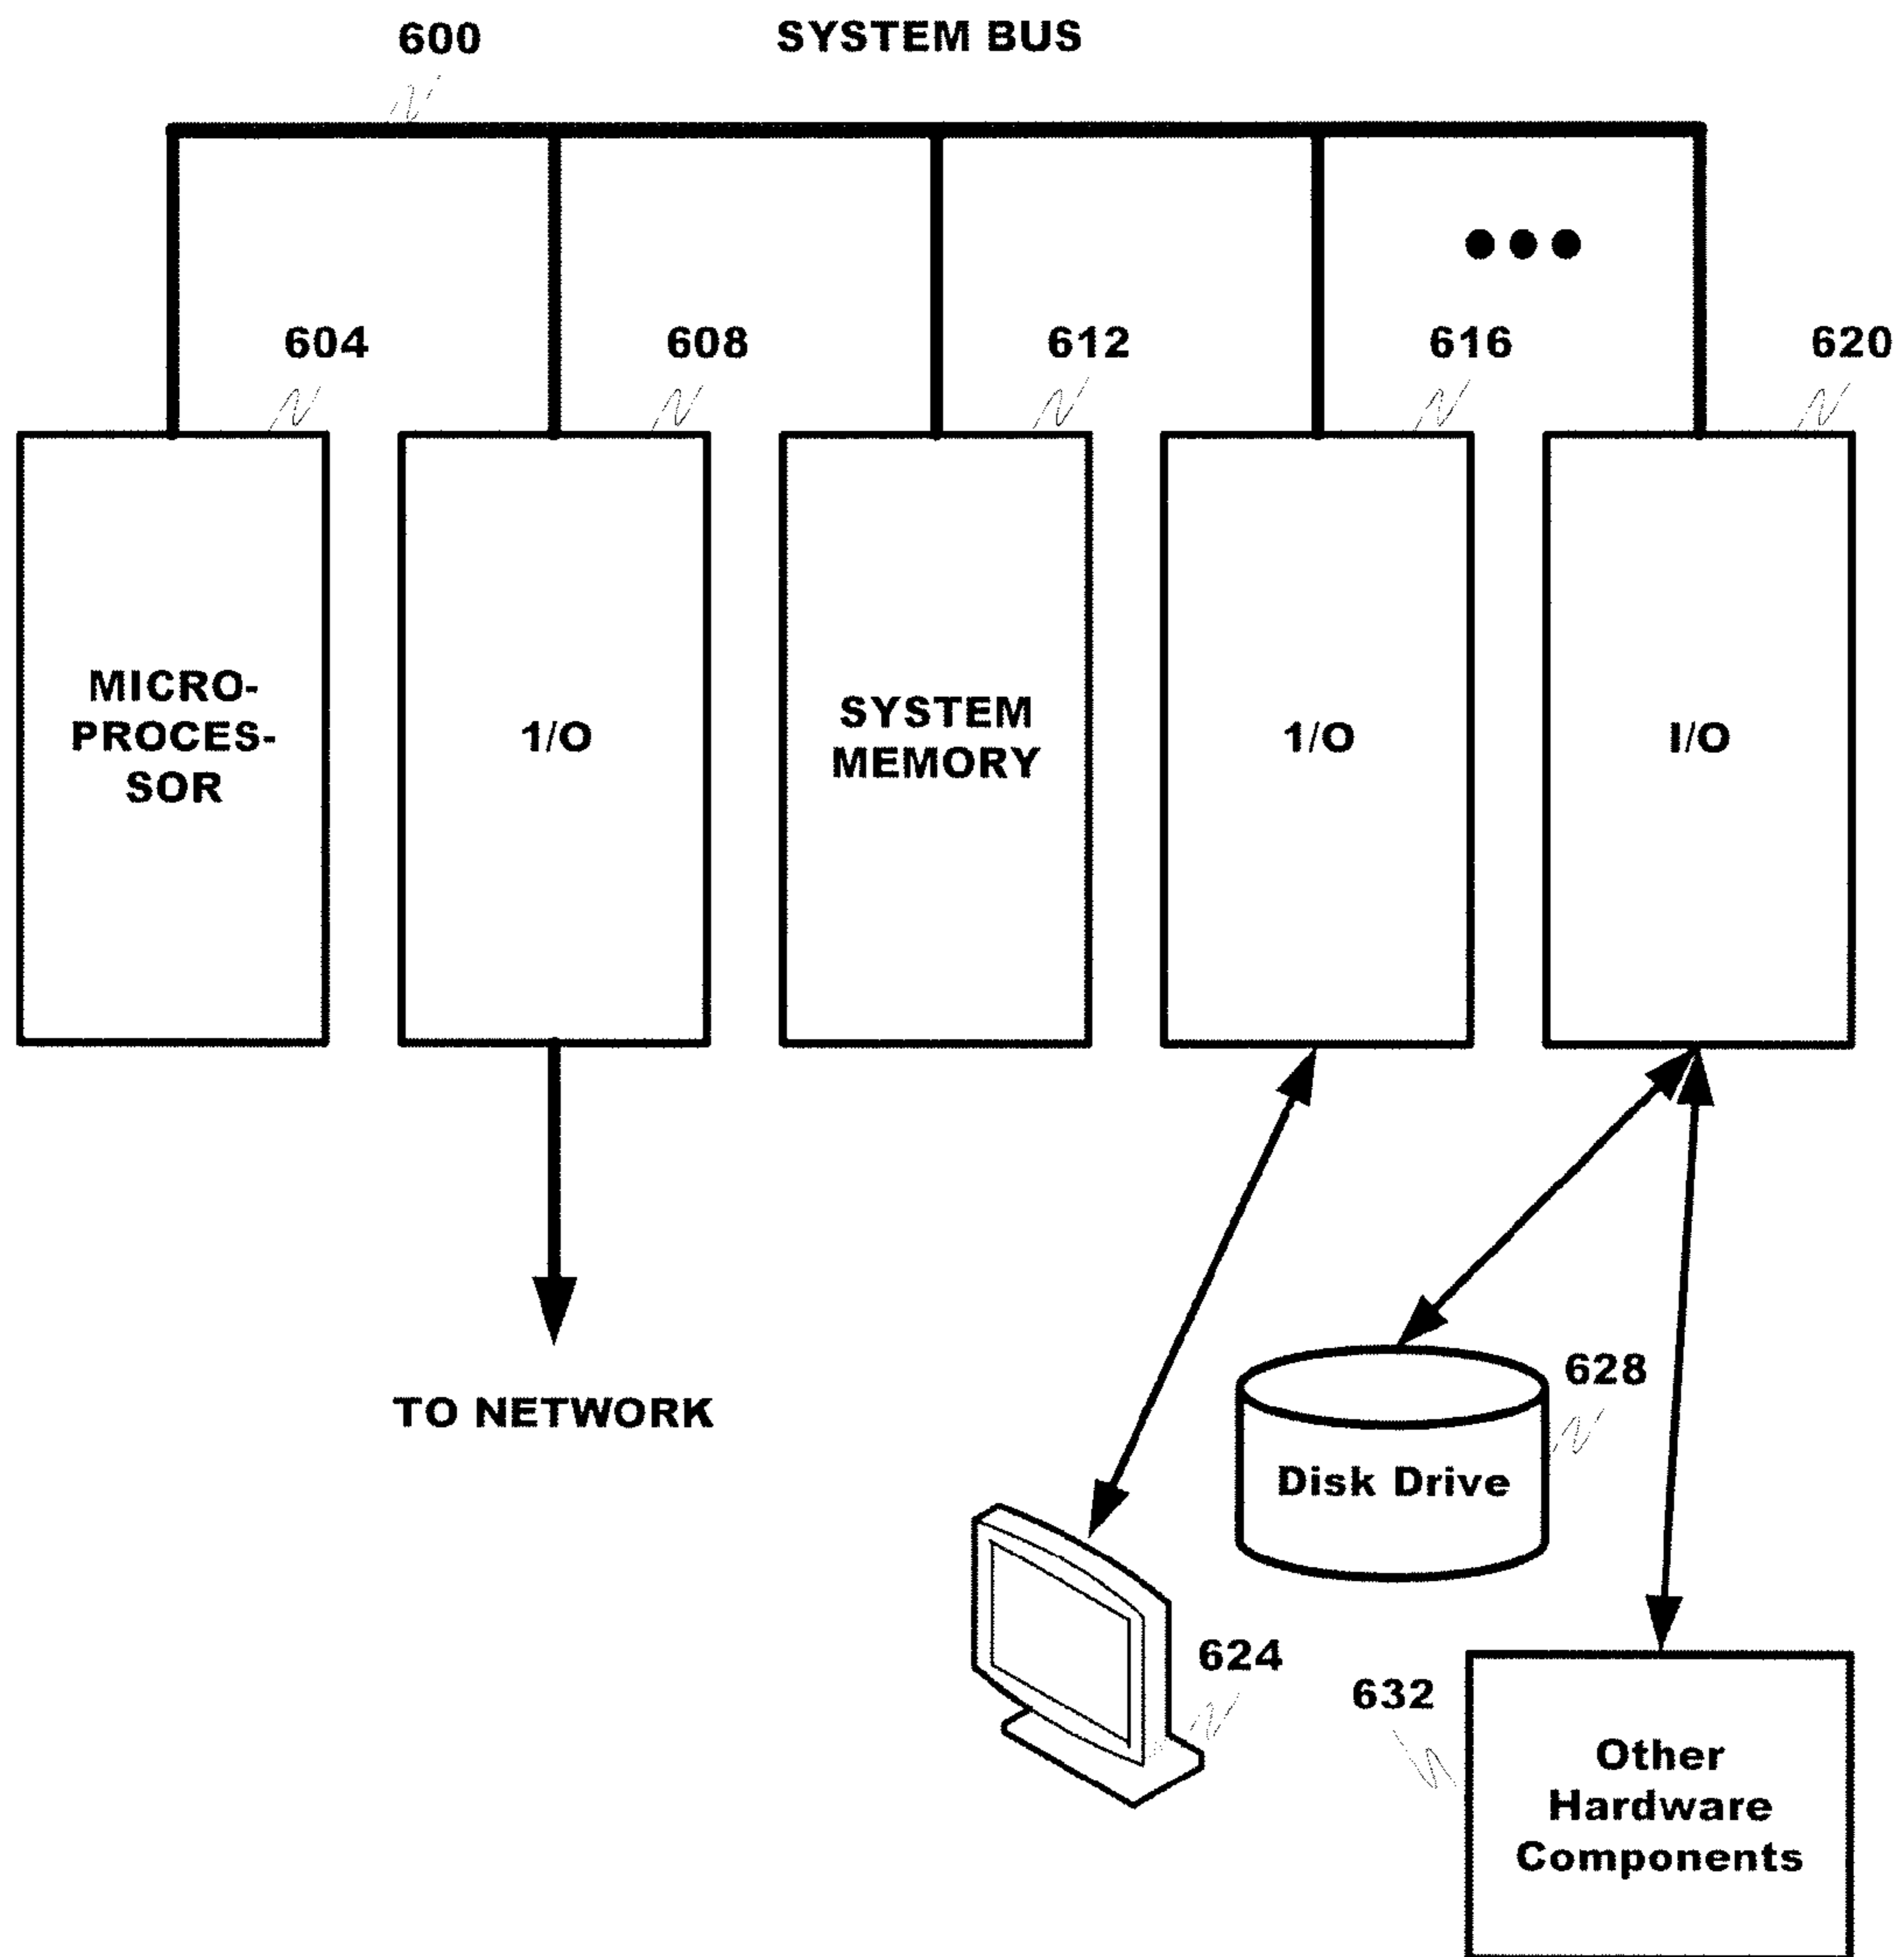 600
SYSTEM BUS
604
608
612
616
620
MICRO-
PROCES-
SOR
1/O
SYSTEM
MEMORY
1/O
I/O
TO NETWORK
628
Disk Drive
624
632
Other
Hardware
Components